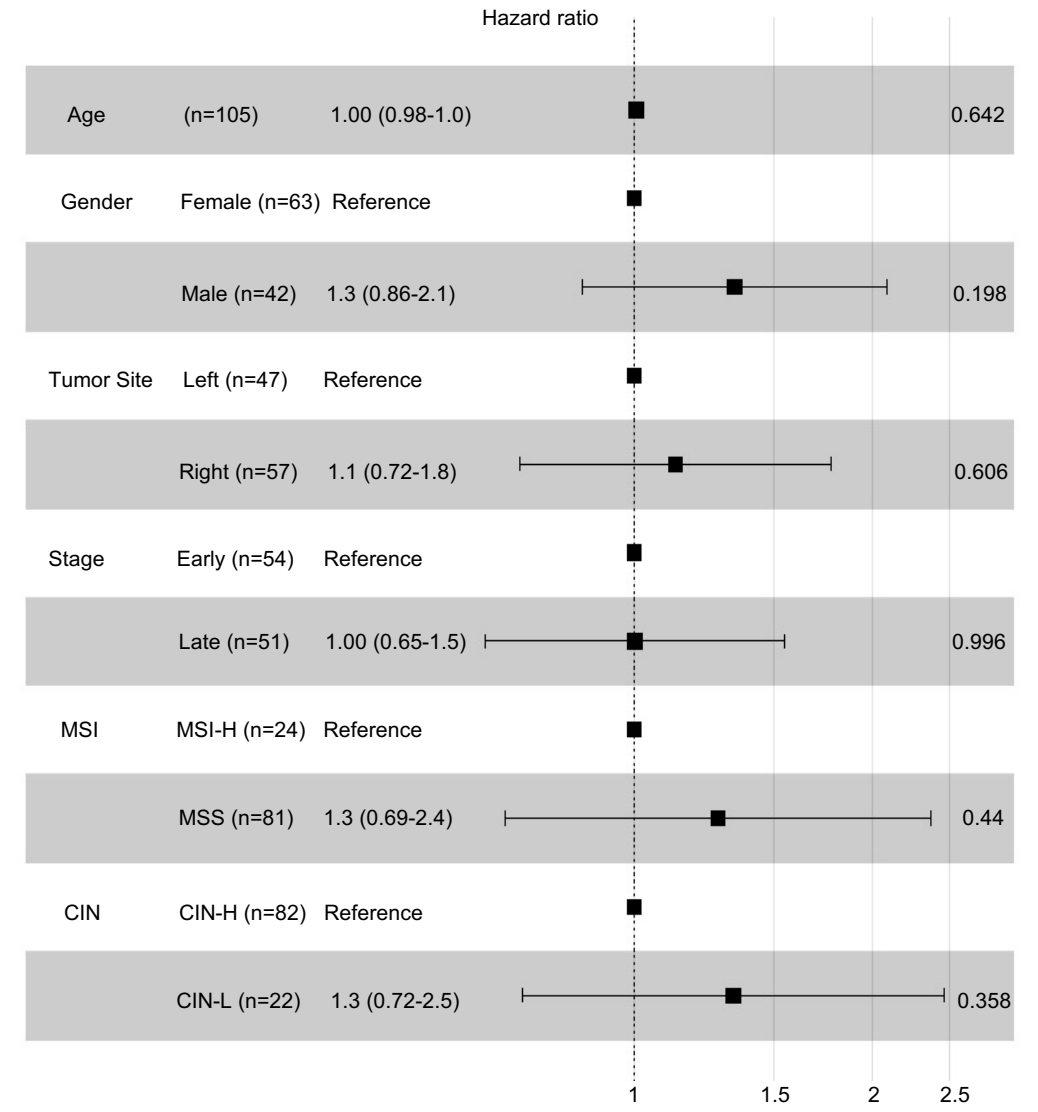 Hazard ratio
Age (n=105) 1.00 (0.98-1.0) 0.642
Gender Female (n=63) Reference
Male (n=42) 1.3 (0.86-2.1) 0.198
Tumor Site Left (n=47) Reference
Right (n=57) 1.1 (0.72-1.8) 0.606
Stage Early (n=54) Reference
Late (n=51) 1.00 (0.65-1.5) 0.996
MSI MSI-H (n=24) Reference
MSS (n=81) 1.3 (0.69-2.4) 0.44
CIN CIN-H (n=82) Reference
CIN-L (n=22) 1.3 (0.72-2.5) 0.358
1 1.5 2 2.5